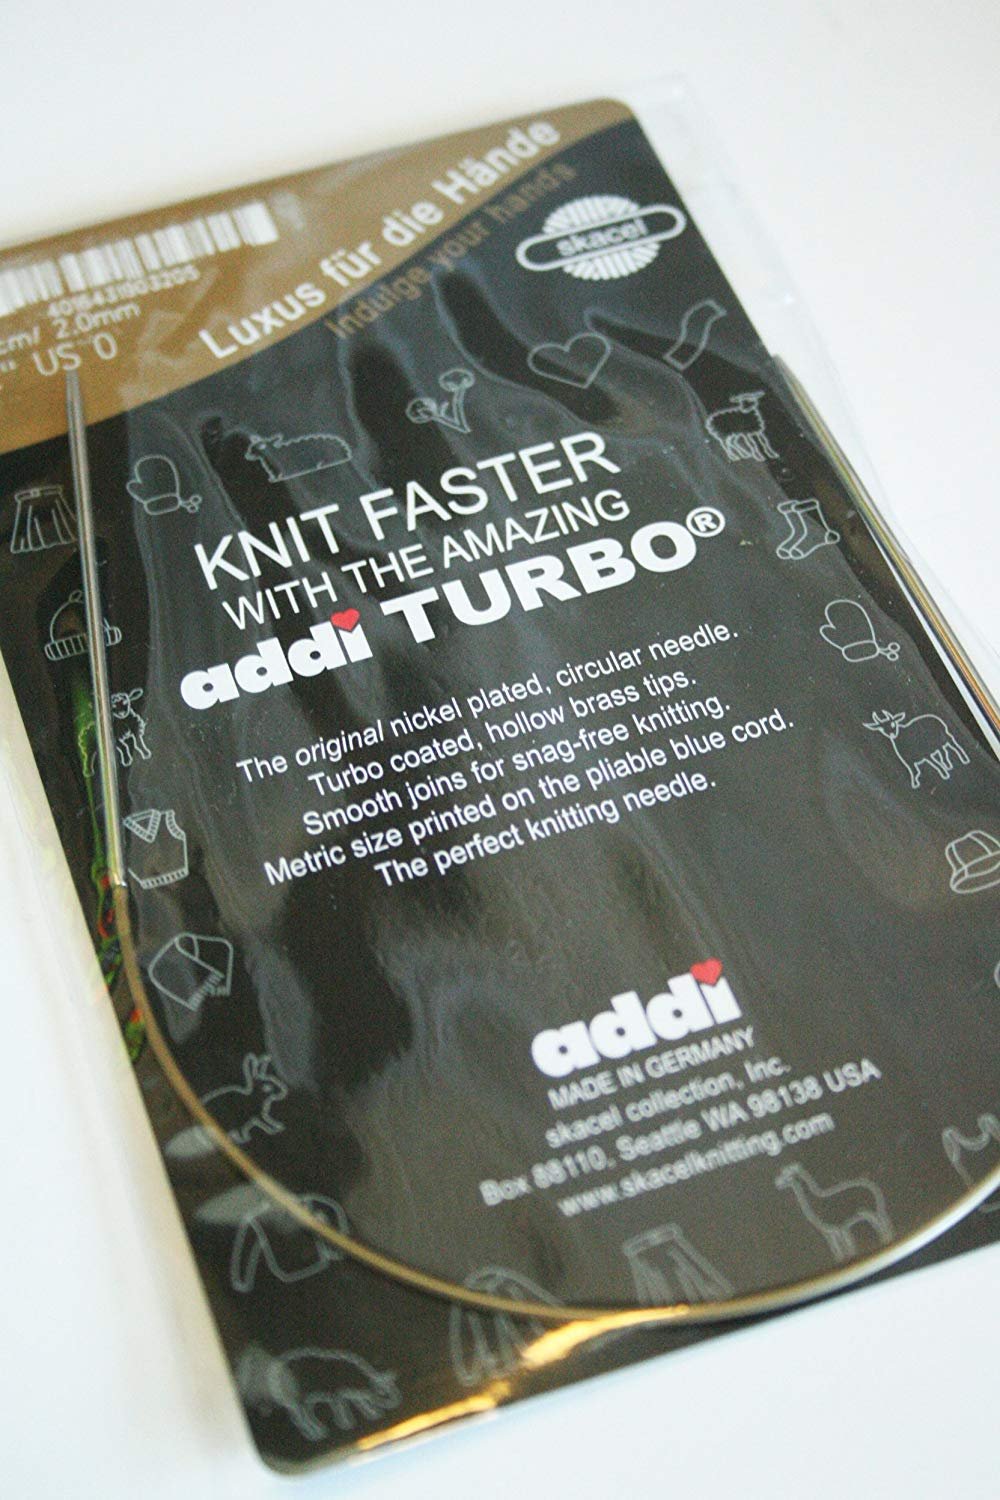 Luxus für die Hände
Indulge your hands
skacel
cm/ 2.0mm
US 0
KNIT FASTER
WITH THE AMAZING
addi TURBO®
The original nickel plated, circular needle.
Turbo coated, hollow brass tips.
Smooth joins for snag-free knitting.
Metric size printed on the pliable blue cord.
The perfect knitting needle.
addi
MADE IN GERMANY
skacel collection, Inc.
Box 88110, Seattle WA 98138 USA
www.skacelknitting.com